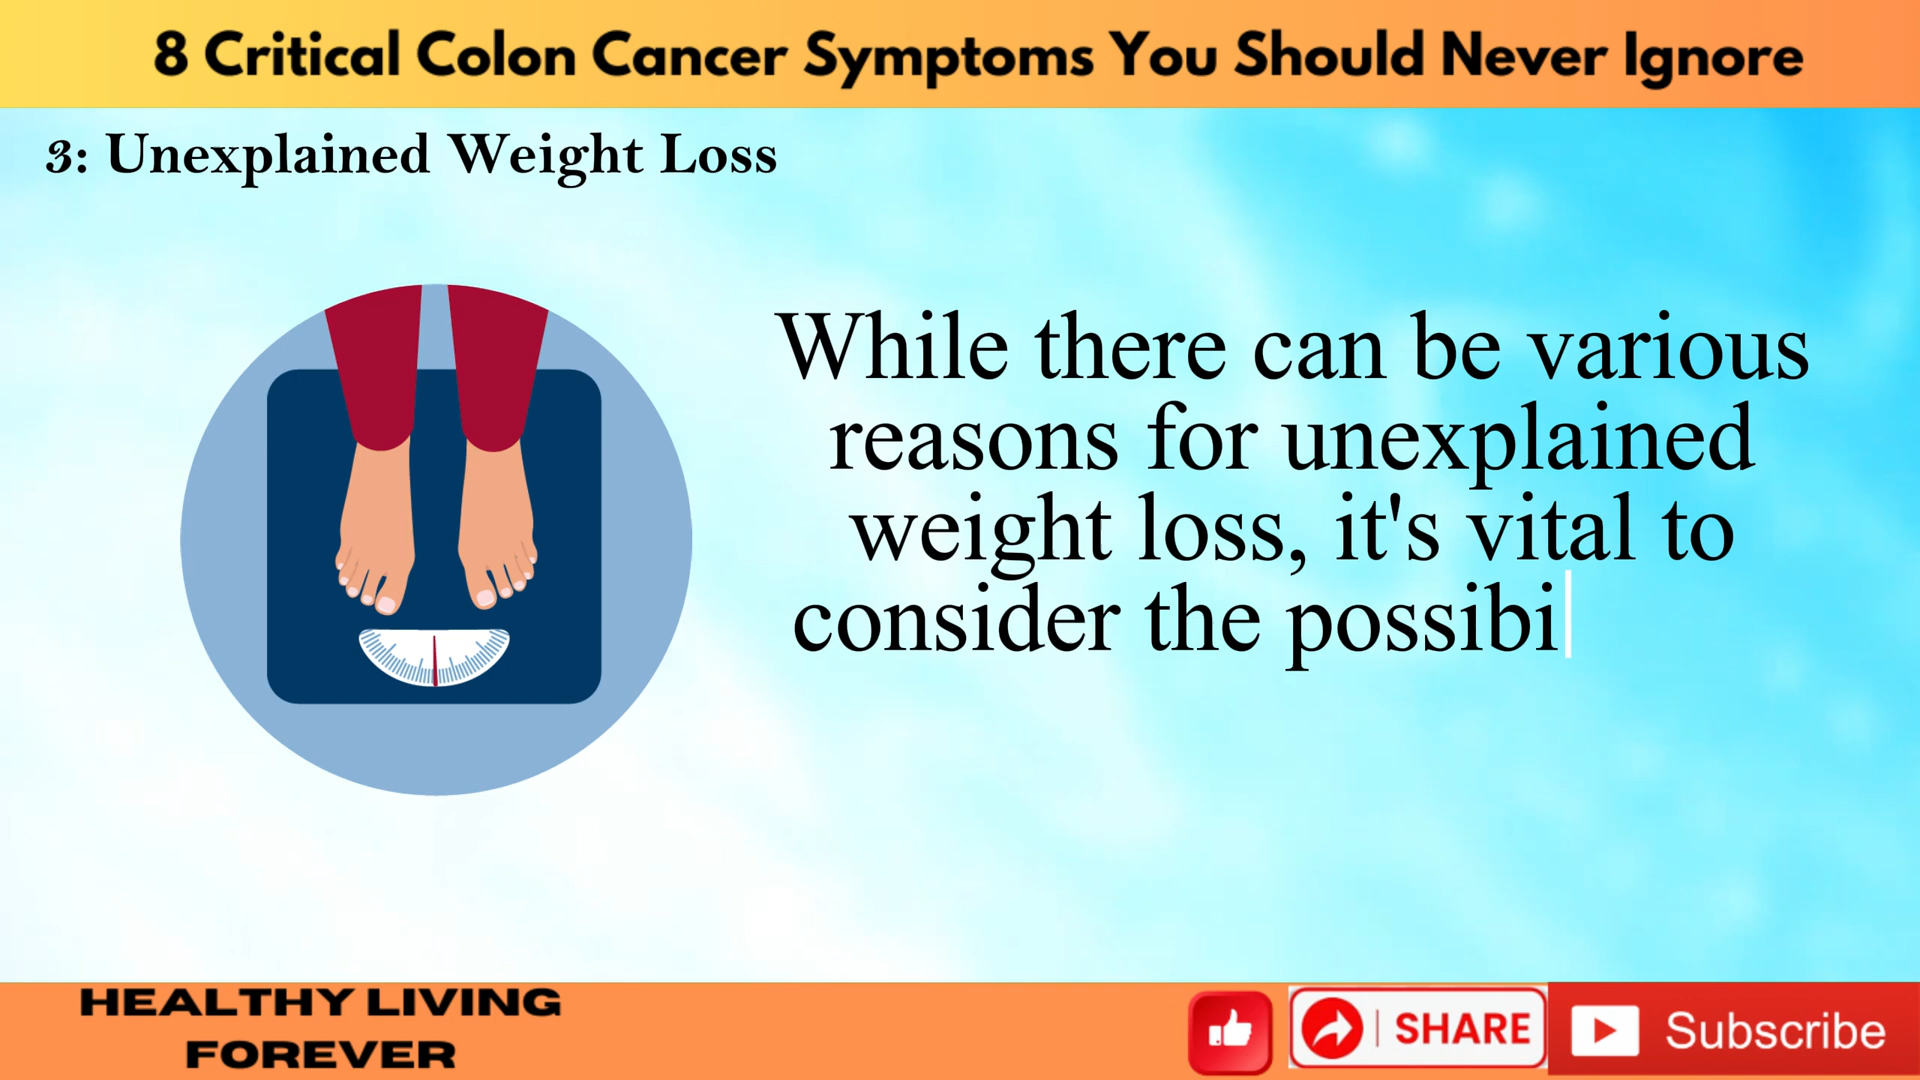 8 Critical Colon Cancer Symptoms You Should Never Ignore
3: Unexplained Weight Loss
While there can be various
reasons for unexplained
weight loss, it's vital to
consider the possibi
HEALTHY LIVING
FOREVER
SHARE
Subscribe